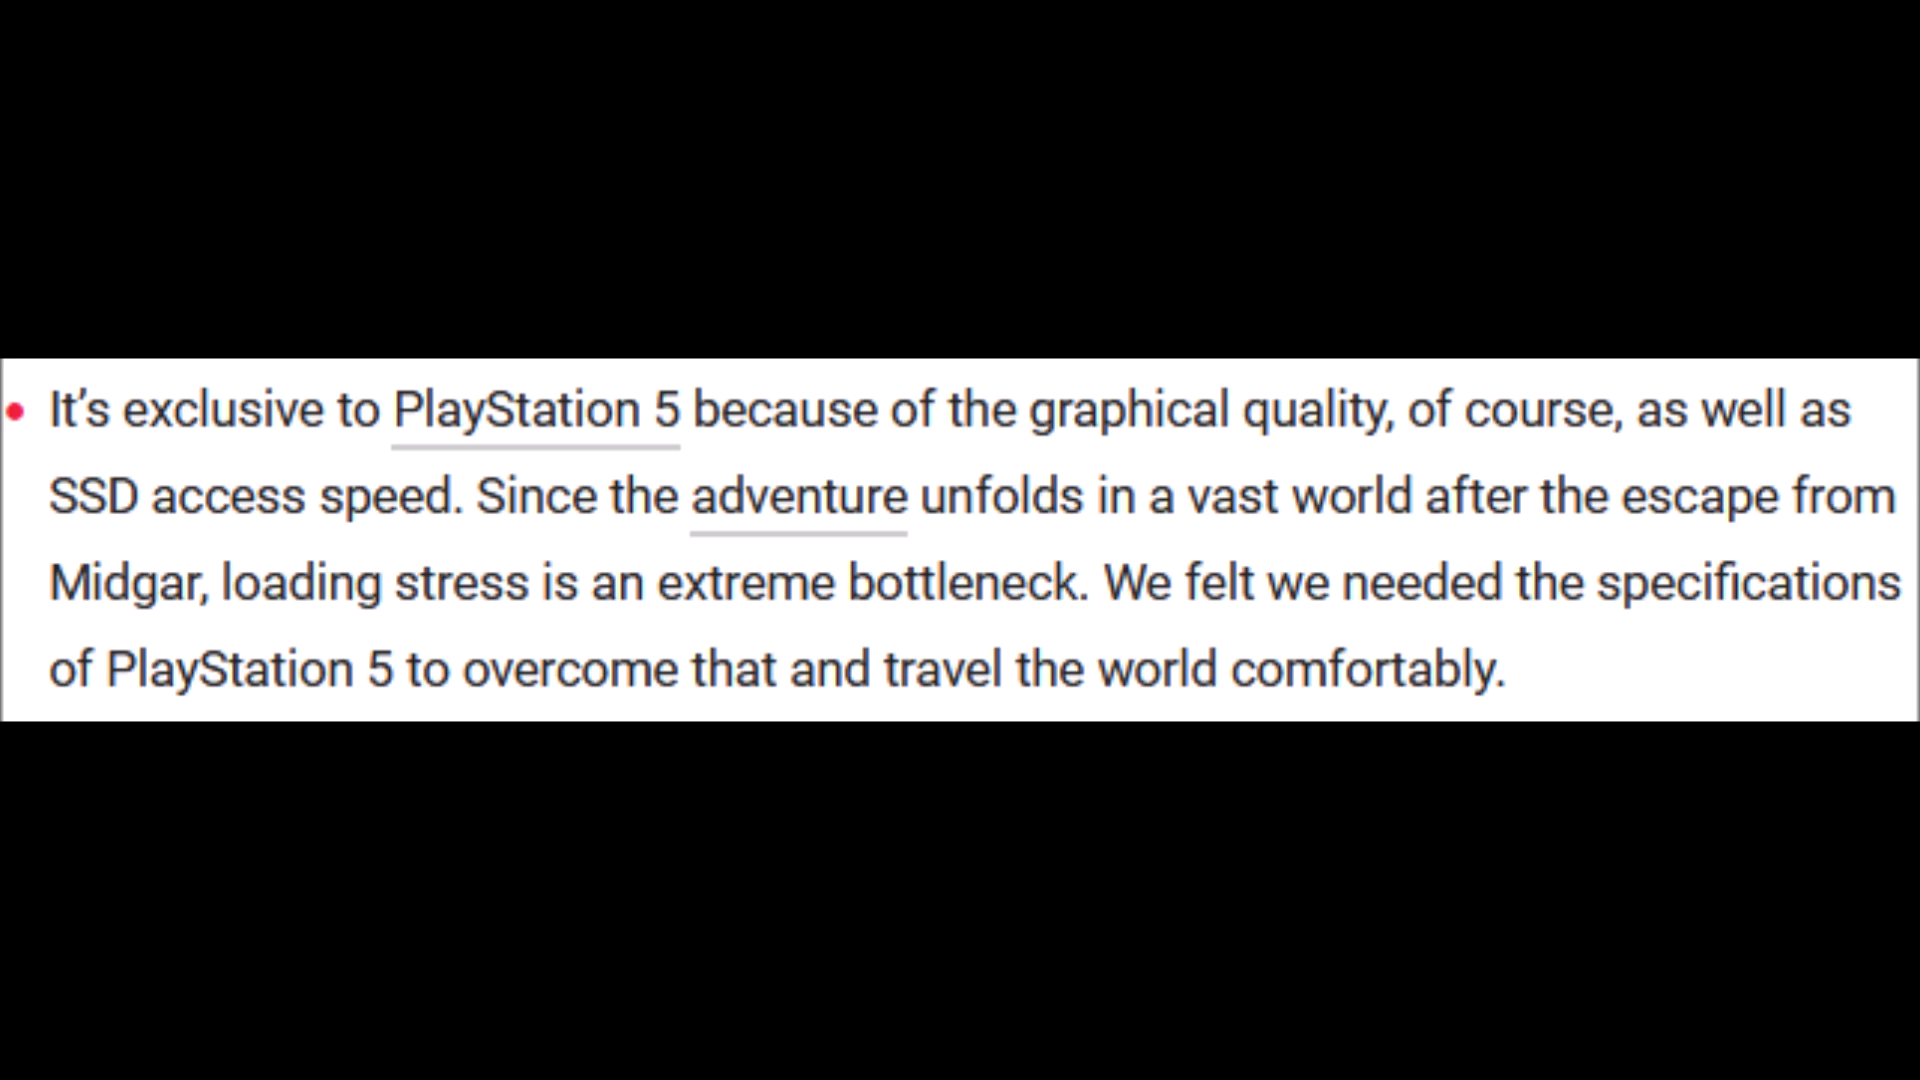 • It’s exclusive to PlayStation 5 because of the graphical quality, of course, as well as
SSD access speed. Since the adventure unfolds in a vast world after the escape from
Midgar, loading stress is an extreme bottleneck. We felt we needed the specifications
of PlayStation 5 to overcome that and travel the world comfortably.